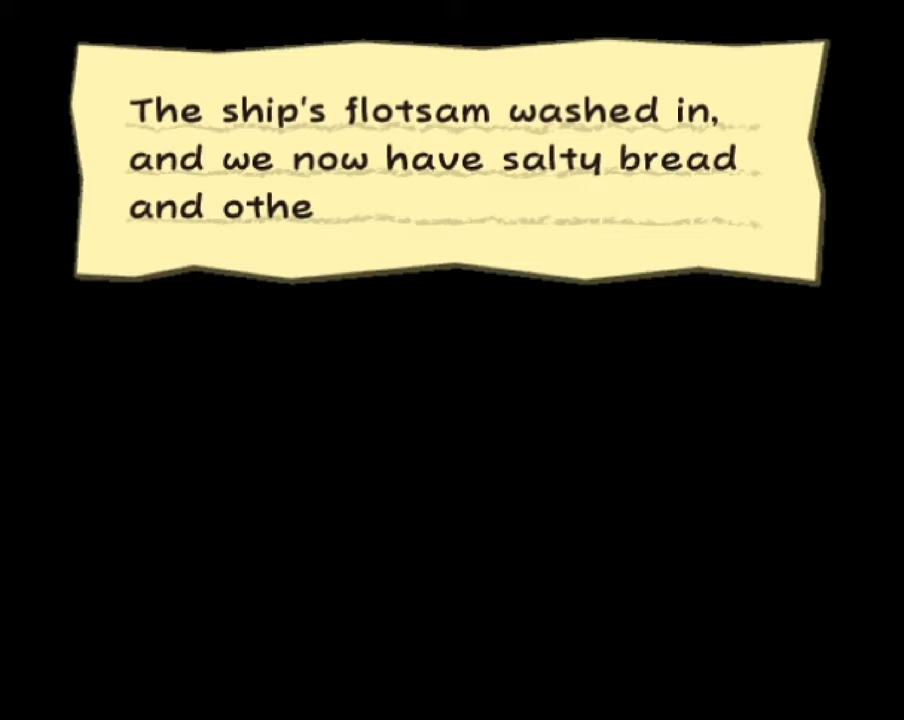 The ship's flotsam washed in,
and we now have salty bread
and othe